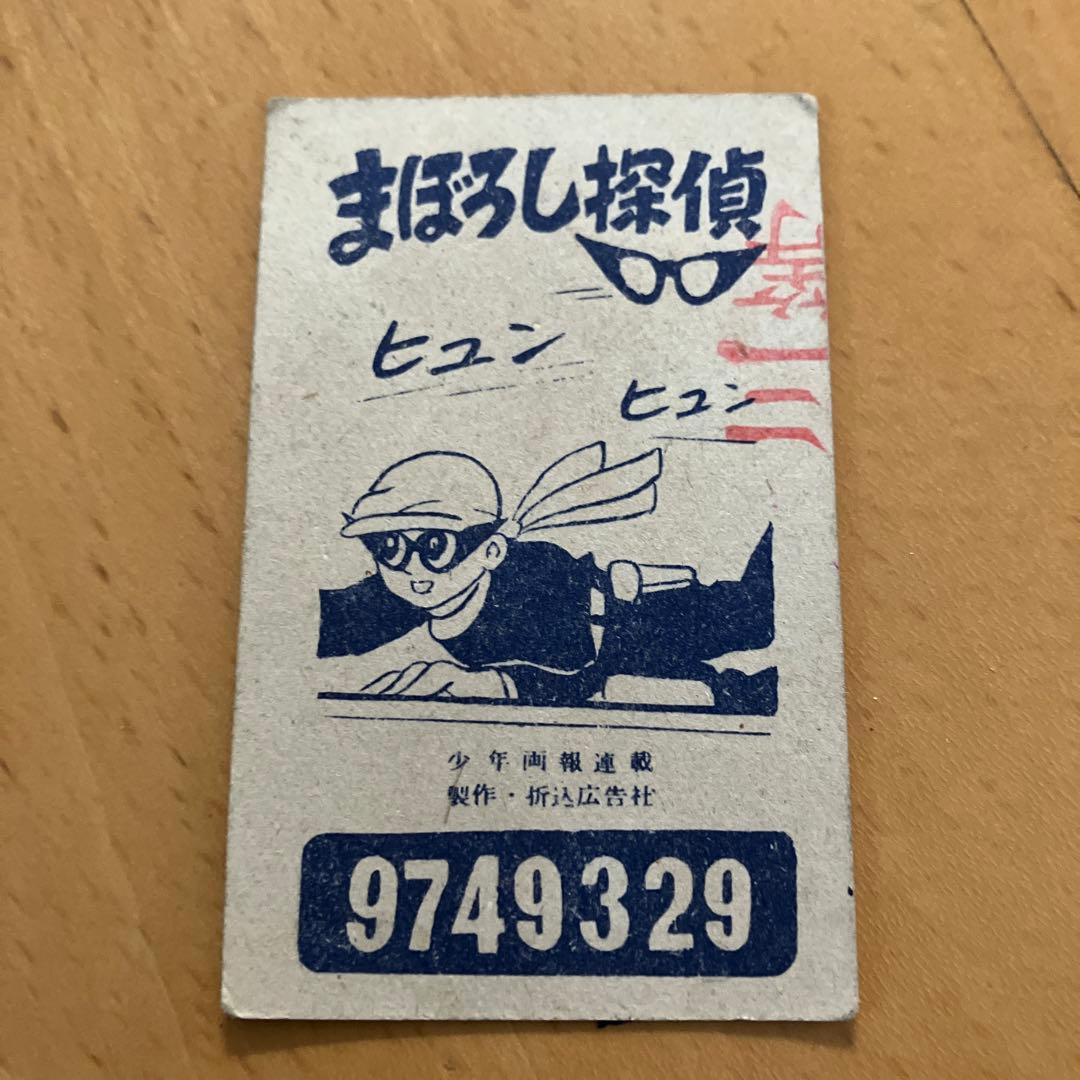 まぼろし探偵
ヒュン
ヒュン
少年画報連載
製作・折込広告社
9749329